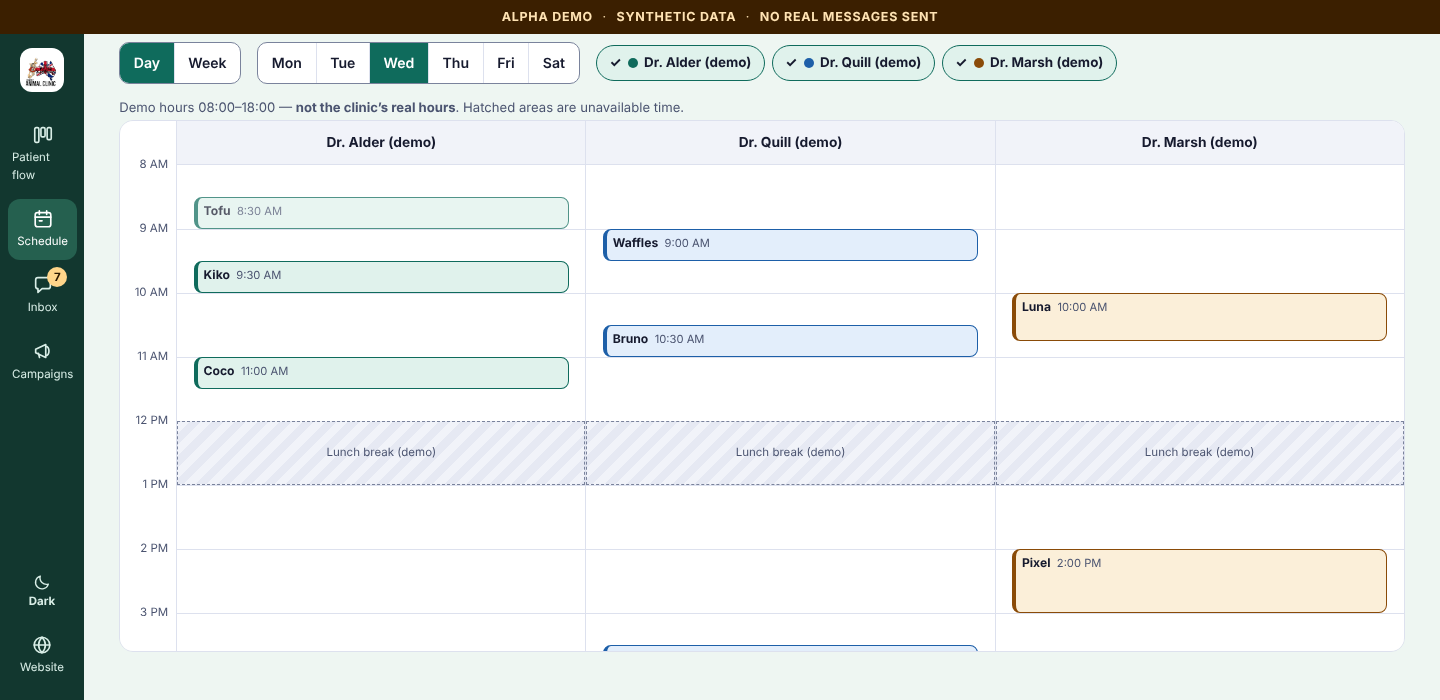 ALPHA DEMO · SYNTHETIC DATA · NO REAL MESSAGES SENT
ANIMAL CLINIC
Day Week Mon Tue Wed Thu Fri Sat Dr. Alder (demo) Dr. Quill (demo) Dr. Marsh (demo)
Demo hours 08:00–18:00 — not the clinic's real hours. Hatched areas are unavailable time.
Patient
flow
Schedule
7
Inbox
Campaigns
Dark
Website
Dr. Alder (demo) Dr. Quill (demo) Dr. Marsh (demo)
8 AM
Tofu 8:30 AM
9 AM
Waffles 9:00 AM
Kiko 9:30 AM
10 AM
Luna 10:00 AM
Bruno 10:30 AM
11 AM
Coco 11:00 AM
12 PM
Lunch break (demo) Lunch break (demo) Lunch break (demo)
1 PM
2 PM
Pixel 2:00 PM
3 PM